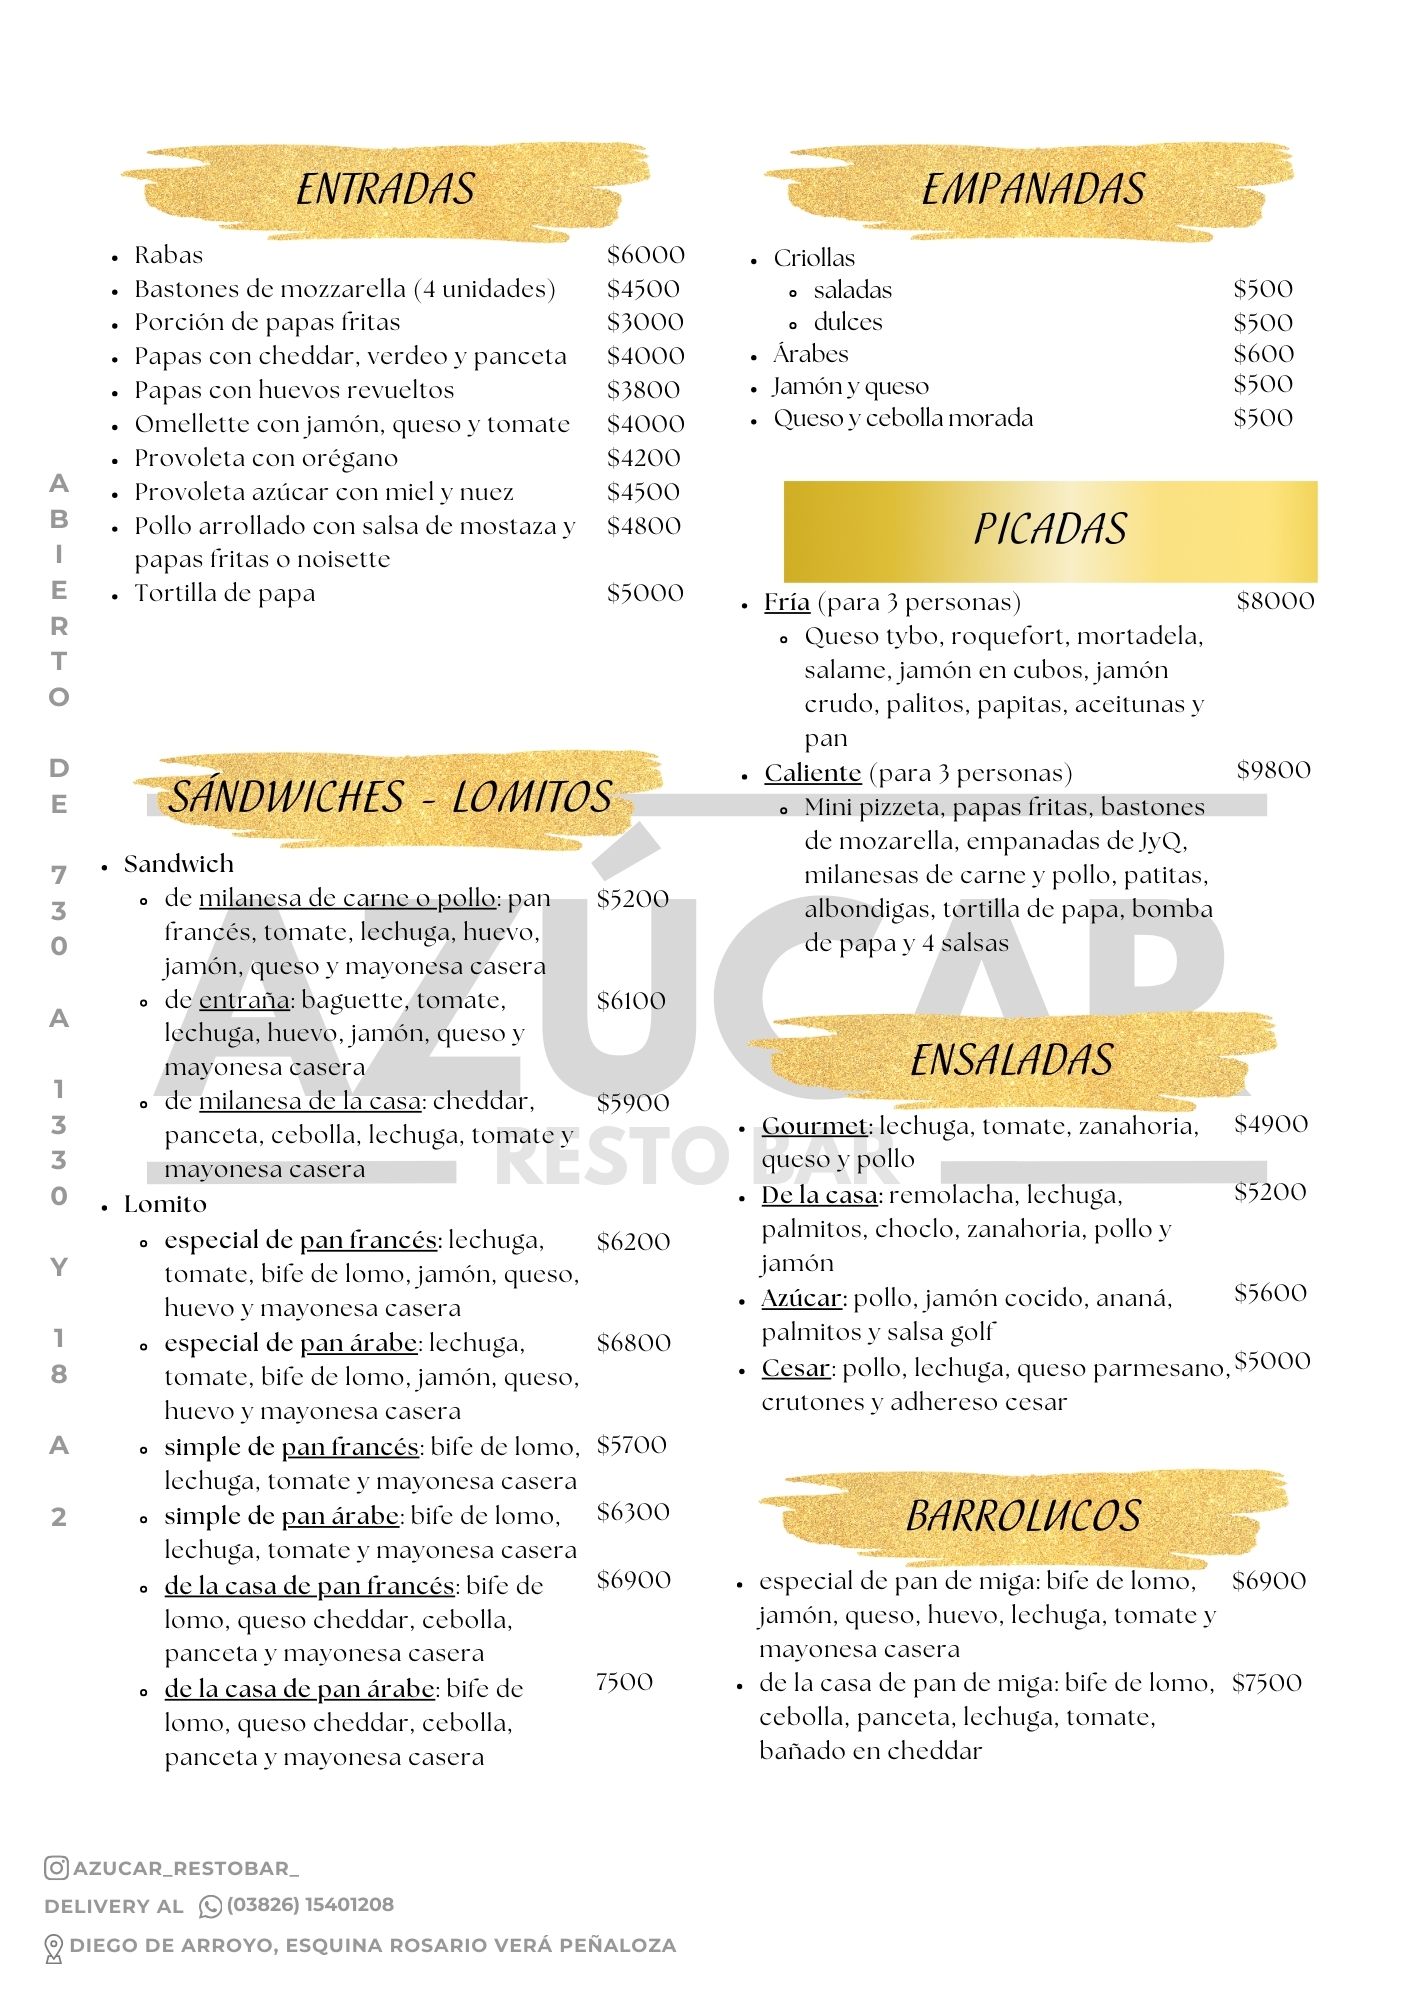 ENTRADAS
Rabas $6000
Bastones de mozzarella (4 unidades) $4500
Porción de papas fritas $3000
Papas con cheddar, verdeo y panceta $4000
Papas con huevos revueltos $3800
Omellette con jamón, queso y tomate $4000
Provoleta con orégano $4200
Provoleta azúcar con miel y nuez $4500
Pollo arrollado con salsa de mostaza y $4800
papas fritas o noisette
Tortilla de papa $5000
SÁNDWICHES - LOMITOS
Sandwich
de milanesa de carne o pollo: pan $5200
francés, tomate, lechuga, huevo,
jamón, queso y mayonesa casera
de entraña: baguette, tomate, $6100
lechuga, huevo, jamón, queso y
mayonesa casera
de milanesa de la casa: cheddar, $5900
panceta, cebolla, lechuga, tomate y
mayonesa casera
Lomito
especial de pan francés: lechuga, $6200
tomate, bife de lomo, jamón, queso,
huevo y mayonesa casera
especial de pan árabe: lechuga, $6800
tomate, bife de lomo, jamón, queso,
huevo y mayonesa casera
simple de pan francés: bife de lomo, $5700
lechuga, tomate y mayonesa casera
simple de pan árabe: bife de lomo, $6300
lechuga, tomate y mayonesa casera
de la casa de pan francés: bife de $6900
lomo, queso cheddar, cebolla,
panceta y mayonesa casera
de la casa de pan árabe: bife de 7500
lomo, queso cheddar, cebolla,
panceta y mayonesa casera
EMPANADAS
Criollas
saladas $500
dulces $500
Árabes $600
Jamón y queso $500
Queso y cebolla morada $500
PICADAS
Fría (para 3 personas) $8000
Queso tybo, roquefort, mortadela,
salame, jamón en cubos, jamón
crudo, palitos, papitas, aceitunas y
pan
Caliente (para 3 personas) $9800
Mini pizzeta, papas fritas, bastones
de mozarella, empanadas de JyQ,
milanesas de carne y pollo, patitas,
albondigas, tortilla de papa, bomba
de papa y 4 salsas
ENSALADAS
Gourmet: lechuga, tomate, zanahoria, $4900
queso y pollo
De la casa: remolacha, lechuga, $5200
palmitos, choclo, zanahoria, pollo y
jamón
Azúcar: pollo, jamón cocido, ananá, $5600
palmitos y salsa golf
Cesar: pollo, lechuga, queso parmesano, $5000
crutones y adhereso cesar
BARROLUCOS
especial de pan de miga: bife de lomo, $6900
jamón, queso, huevo, lechuga, tomate y
mayonesa casera
de la casa de pan de miga: bife de lomo, $7500
cebolla, panceta, lechuga, tomate,
bañado en cheddar
AZÚCAR
RESTO BAR
ABIERTO DE 730 A 1330 Y 18 A 2
AZUCAR_RESTOBAR_
DELIVERY AL (03826) 15401208
DIEGO DE ARROYO, ESQUINA ROSARIO VERÁ PEÑALOZA